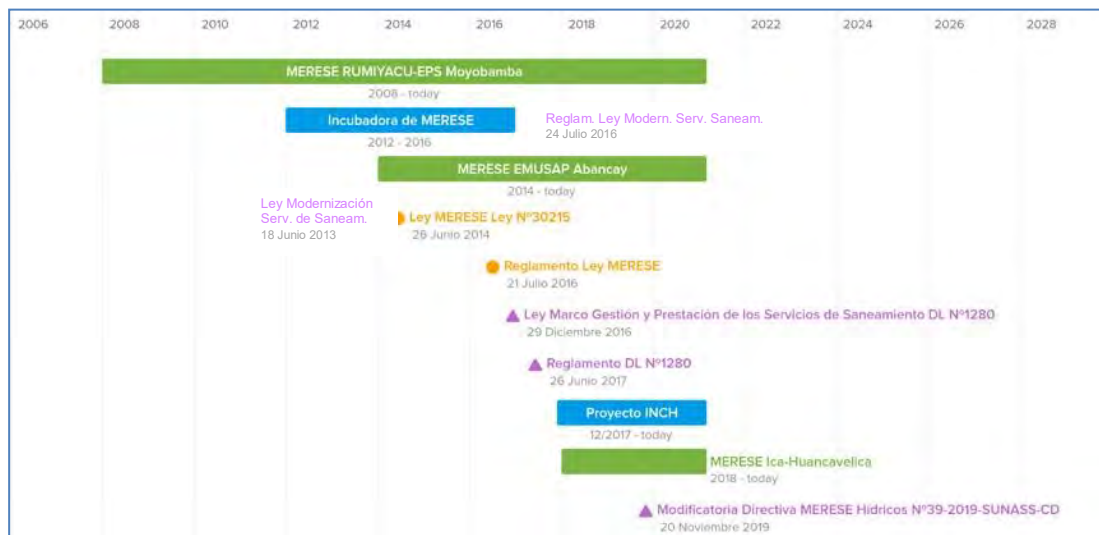 2006 2008 2010 2012 2014 2016 2018 2020 2022 2024 2026 2028
MERESE RUMIYACU-EPS Moyobamba
2008 - today
Incubadora de MERESE
2012 - 2016
Reglam. Ley Modern. Serv. Saneam.
24 Julio 2016
MERESE EMUSAP Abancay
2014 - today
Ley Modernización
Serv. de Saneam.
18 Junio 2013
Ley MERESE Ley Nº30215
26 Junio 2014
Reglamento Ley MERESE
21 Julio 2016
Ley Marco Gestión y Prestación de los Servicios de Saneamiento DL Nº1280
29 Diciembre 2016
Reglamento DL Nº1280
26 Junio 2017
Proyecto INCH
12/2017 - today
MERESE Ica-Huancavelica
2018 - today
Modificatoria Directiva MERESE Hídricos Nº39-2019-SUNASS-CD
20 Noviembre 2019